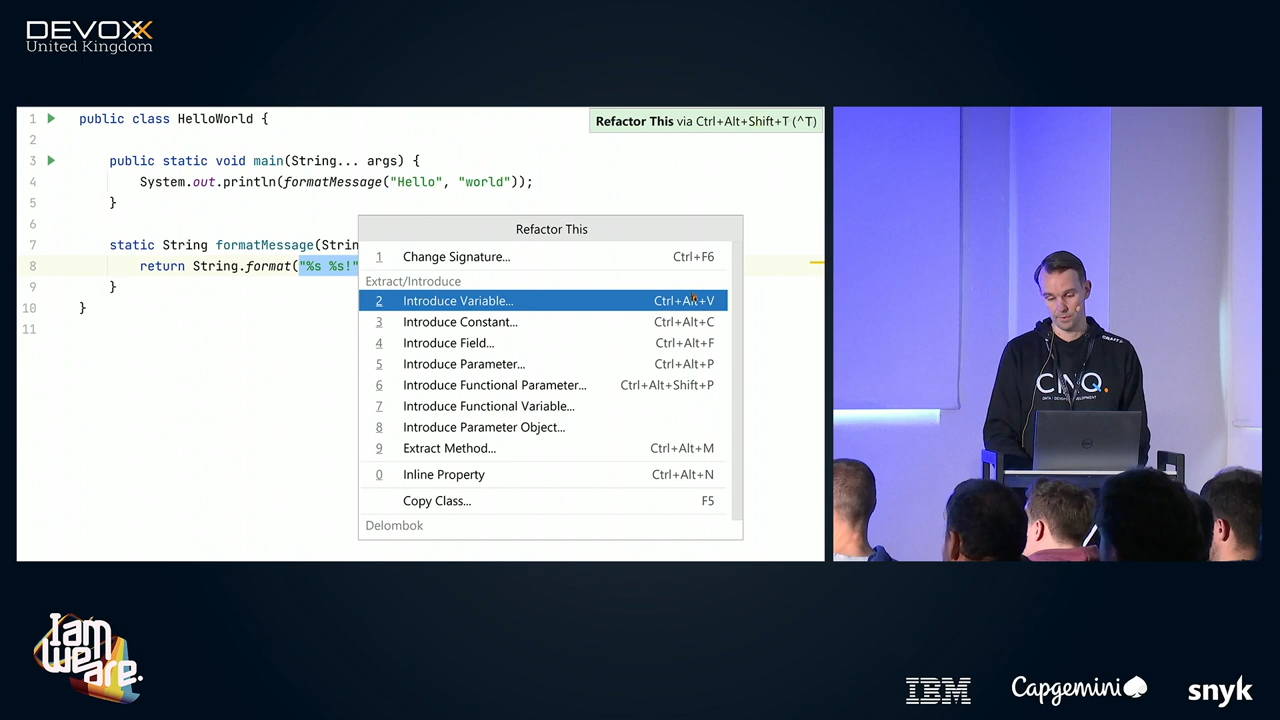 DEVOXX
United Kingdom
1 public class HelloWorld {
Refactor This via Ctrl+Alt+Shift+T (^T)
2
3 public static void main(String... args) {
4 System.out.println(formatMessage("Hello", "world"));
5 }
6
7 static String formatMessage(Strin
8 return String.format("%s %s!"
9 }
10 }
11
Refactor This
1 Change Signature... Ctrl+F6
Extract/Introduce
2 Introduce Variable... Ctrl+Alt+V
3 Introduce Constant... Ctrl+Alt+C
4 Introduce Field... Ctrl+Alt+F
5 Introduce Parameter... Ctrl+Alt+P
6 Introduce Functional Parameter... Ctrl+Alt+Shift+P
7 Introduce Functional Variable...
8 Introduce Parameter Object...
9 Extract Method... Ctrl+Alt+M
0 Inline Property Ctrl+Alt+N
Copy Class... F5
Delombok
CINQ.
I am
We are.
IBM
Capgemini
snyk